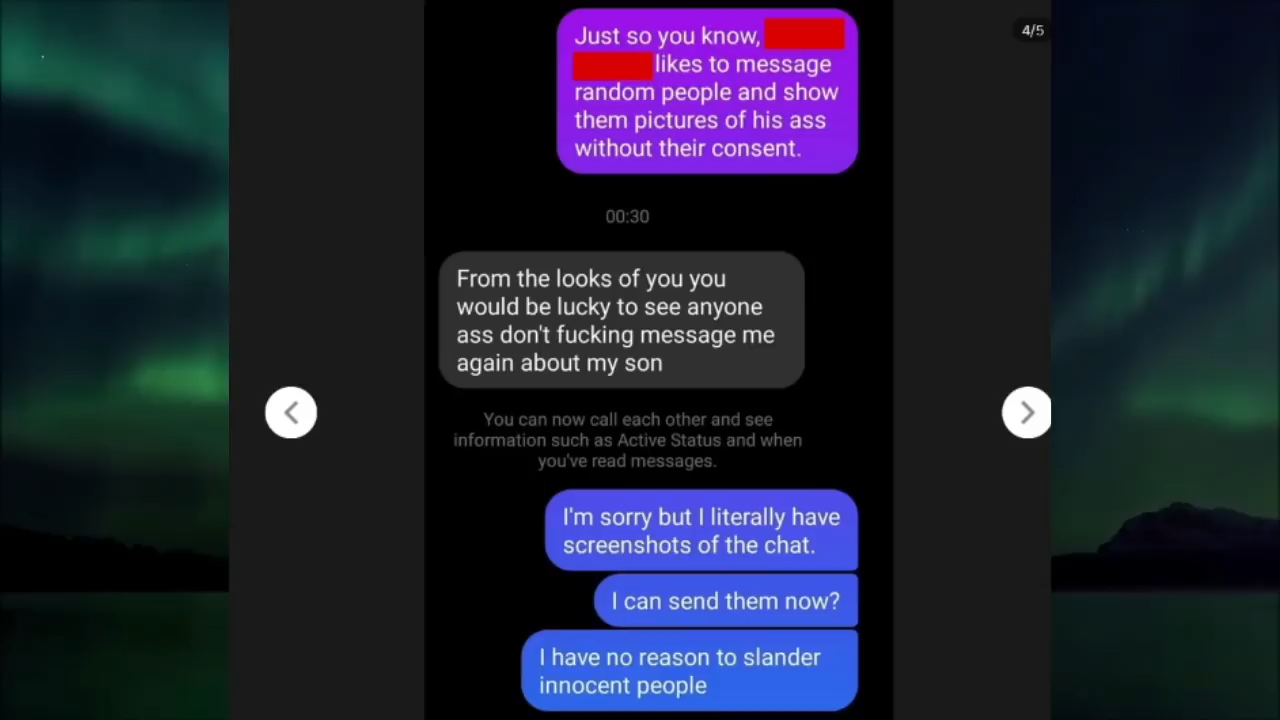 4/5
Just so you know,
likes to message
random people and show
them pictures of his ass
without their consent.
00:30
From the looks of you you
would be lucky to see anyone
ass don't fucking message me
again about my son
You can now call each other and see
information such as Active Status and when
you've read messages.
I'm sorry but I literally have
screenshots of the chat.
I can send them now?
I have no reason to slander
innocent people